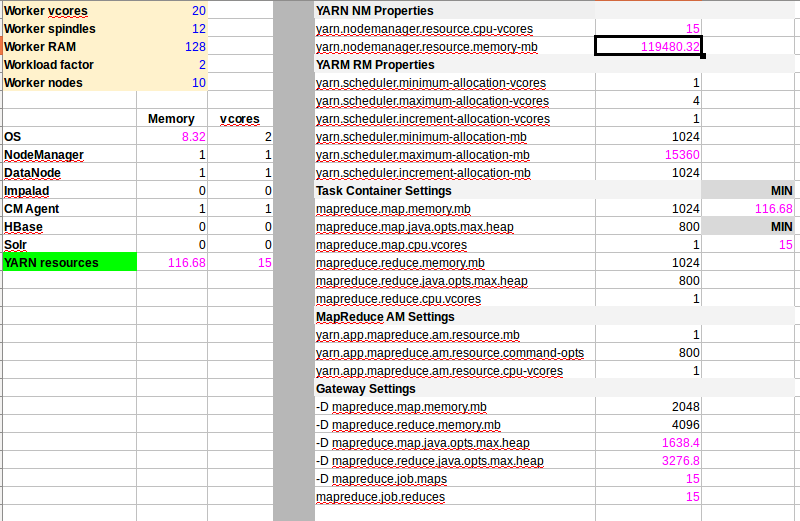 Worker vcores 20
Worker spindles 12
Worker RAM 128
Workload factor 2
Worker nodes 10
Memory vcores
OS 8.32 2
NodeManager 1 1
DataNode 1 1
Impalad 0 0
CM Agent 1 1
HBase 0 0
Solr 0 0
YARN resources 116.68 15
YARN NM Properties
yarn.nodemanager.resource.cpu-vcores 15
yarn.nodemanager.resource.memory-mb 119480.32
YARM RM Properties
yarn.scheduler.minimum-allocation-vcores 1
yarn.scheduler.maximum-allocation-vcores 4
yarn.scheduler.increment-allocation-vcores 1
yarn.scheduler.minimum-allocation-mb 1024
yarn.scheduler.maximum-allocation-mb 15360
yarn.scheduler.increment-allocation-mb 1024
Task Container Settings MIN
mapreduce.map.memory.mb 1024 116.68
mapreduce.map.java.opts.max.heap 800 MIN
mapreduce.map.cpu.vcores 1 15
mapreduce.reduce.memory.mb 1024
mapreduce.reduce.java.opts.max.heap 800
mapreduce.reduce.cpu.vcores 1
MapReduce AM Settings
yarn.app.mapreduce.am.resource.mb 1
yarn.app.mapreduce.am.resource.command-opts 800
yarn.app.mapreduce.am.resource.cpu-vcores 1
Gateway Settings
-D mapreduce.map.memory.mb 2048
-D mapreduce.reduce.memory.mb 4096
-D mapreduce.map.java.opts.max.heap 1638.4
-D mapreduce.reduce.java.opts.max.heap 3276.8
-D mapreduce.job.maps 15
mapreduce.job.reduces 15